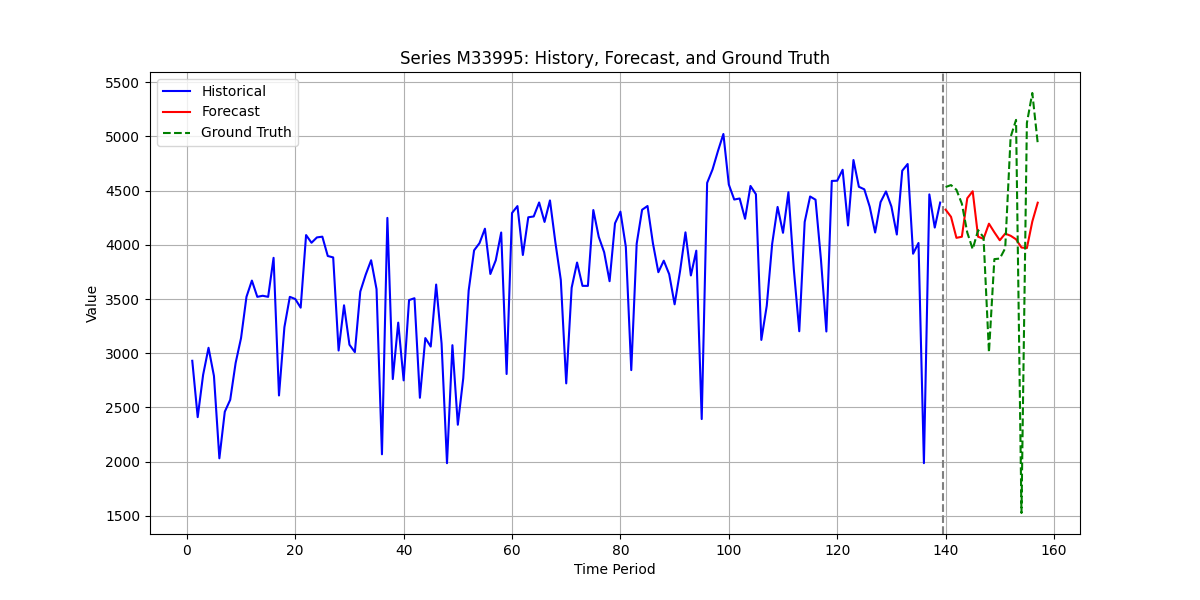 Series M33995: History, Forecast, and Ground Truth
Historical
Forecast
Ground Truth
5500
5000
4500
4000
3500
3000
2500
2000
1500
Value
0 20 40 60 80 100 120 140 160
Time Period